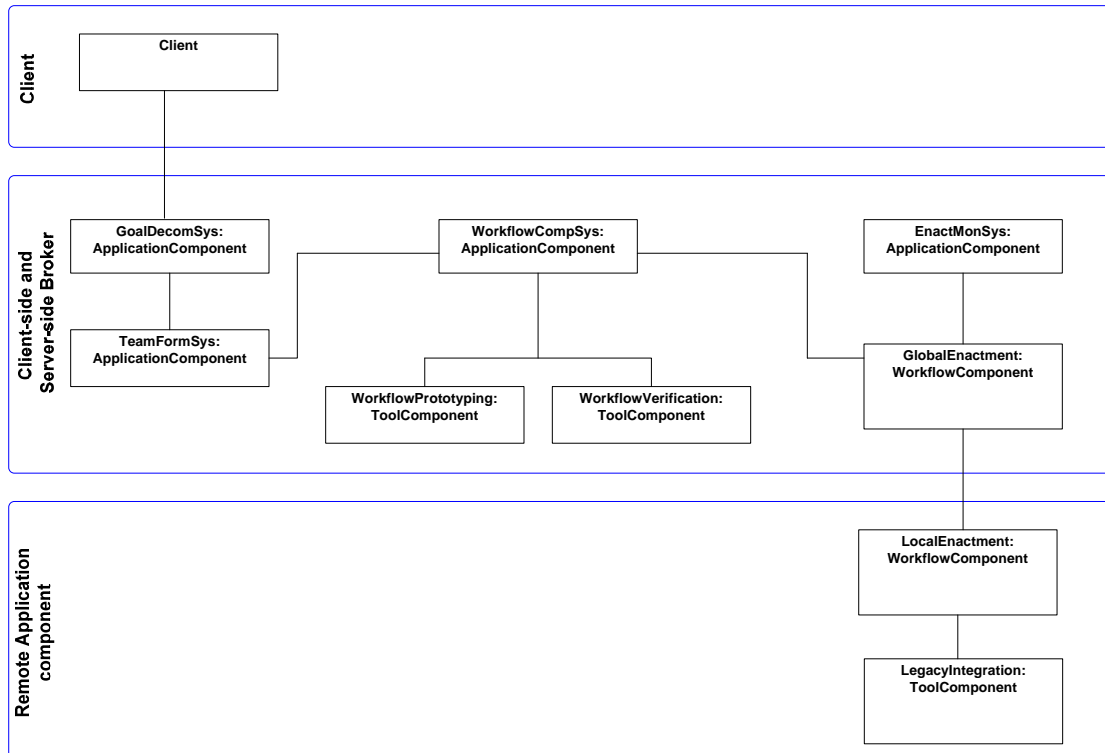 Client
Client
Client-side and
Server-side Broker
GoalDecomSys:
ApplicationComponent
WorkflowCompSys:
ApplicationComponent
EnactMonSys:
ApplicationComponent
TeamFormSys:
ApplicationComponent
GlobalEnactment:
WorkflowComponent
WorkflowPrototyping:
ToolComponent
WorkflowVerification:
ToolComponent
Remote Application
component
LocalEnactment:
WorkflowComponent
LegacyIntegration:
ToolComponent